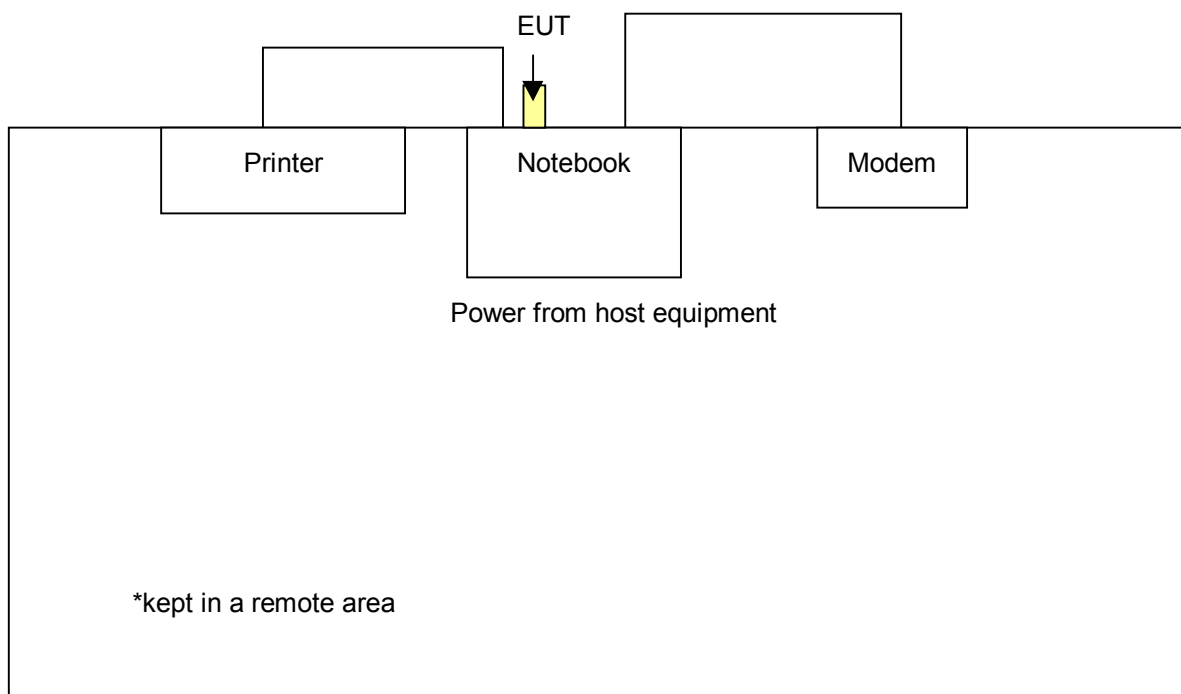 EUT
Printer
Notebook
Modem
Power from host equipment
*kept in a remote area